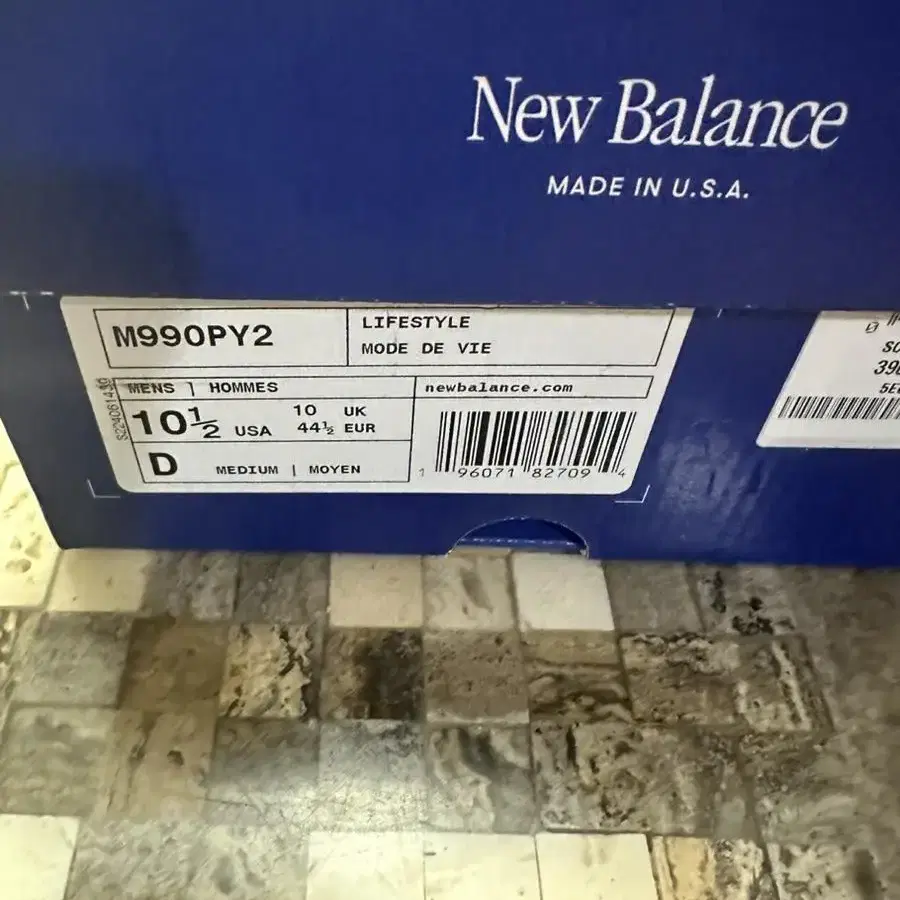 New Balance
MADE IN U.S.A.
M990PY2
LIFESTYLE
MODE DE VIE
MENS | HOMMES
newbalance.com
10½ USA
10 UK
44½ EUR
D MEDIUM | MOYEN
1 96071 82709 4